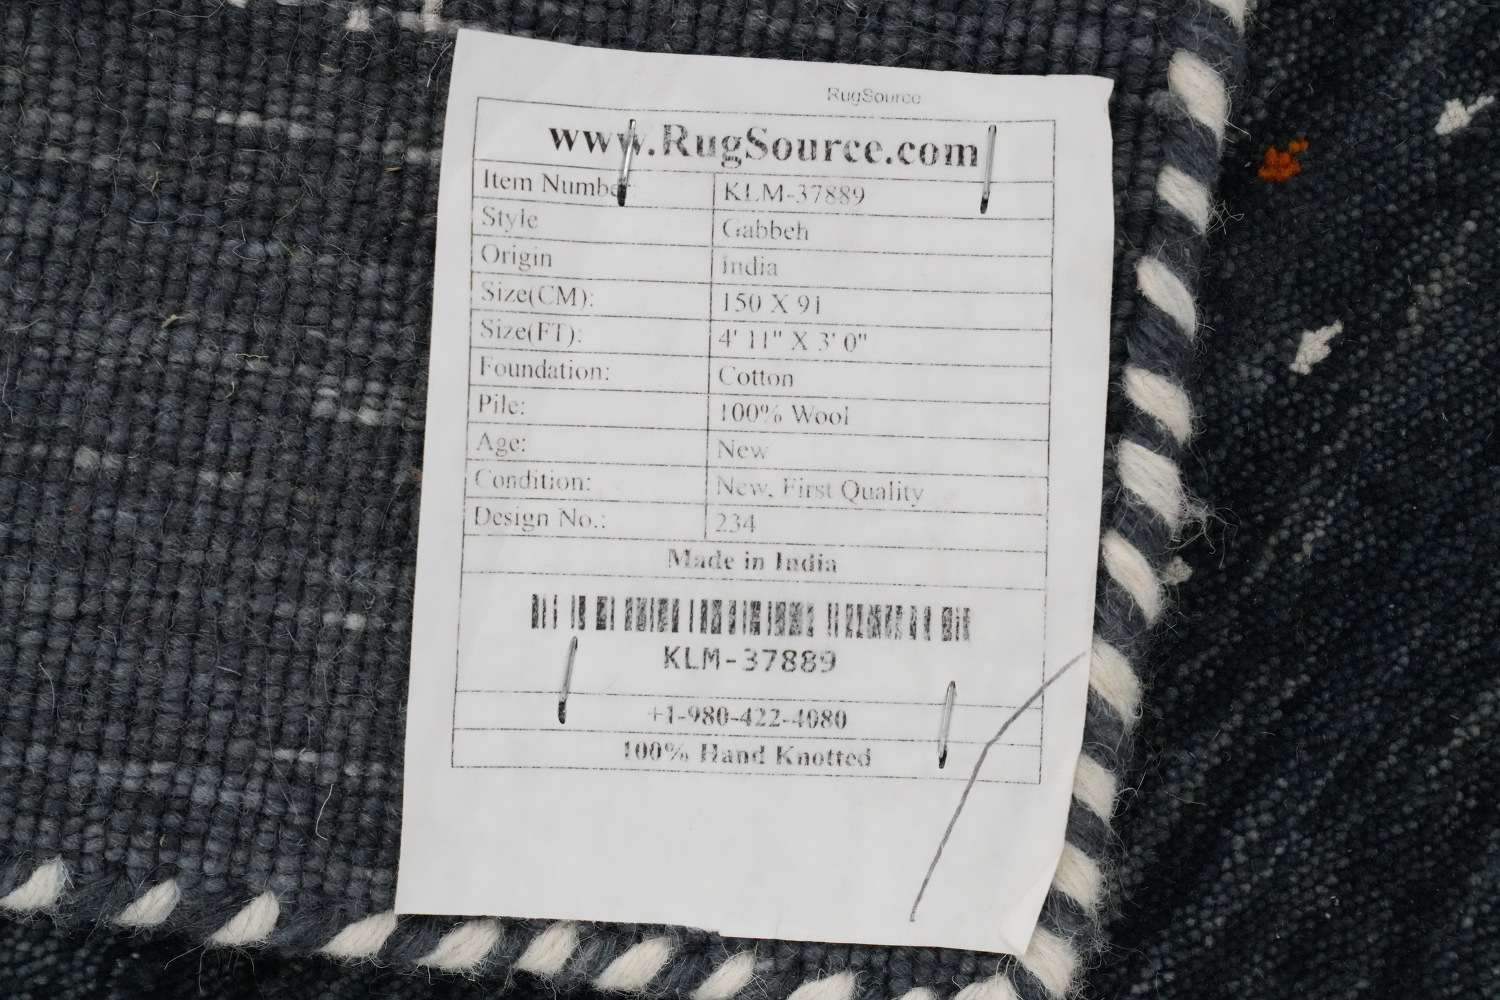 RugSource
www.RugSource.com
Item Number: KLM-37889
Style Gabbeh
Origin India
Size(CM): 150 X 91
Size(FT): 4' 11" X 3' 0"
Foundation: Cotton
Pile: 100% Wool
Age: New
Condition: New, First Quality
Design No.: 234
Made in India
KLM-37889
+1-980-422-4080
100% Hand Knotted